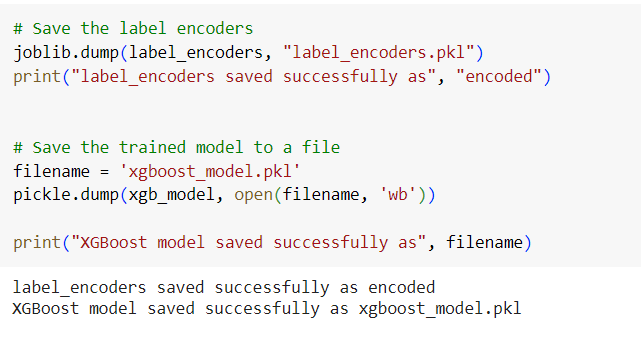 # Save the label encoders
joblib.dump(label_encoders, "label_encoders.pkl")
print("label_encoders saved successfully as", "encoded")
# Save the trained model to a file
filename = 'xgboost_model.pkl'
pickle.dump(xgb_model, open(filename, 'wb'))
print("XGBoost model saved successfully as", filename)
label_encoders saved successfully as encoded
XGBoost model saved successfully as xgboost_model.pkl